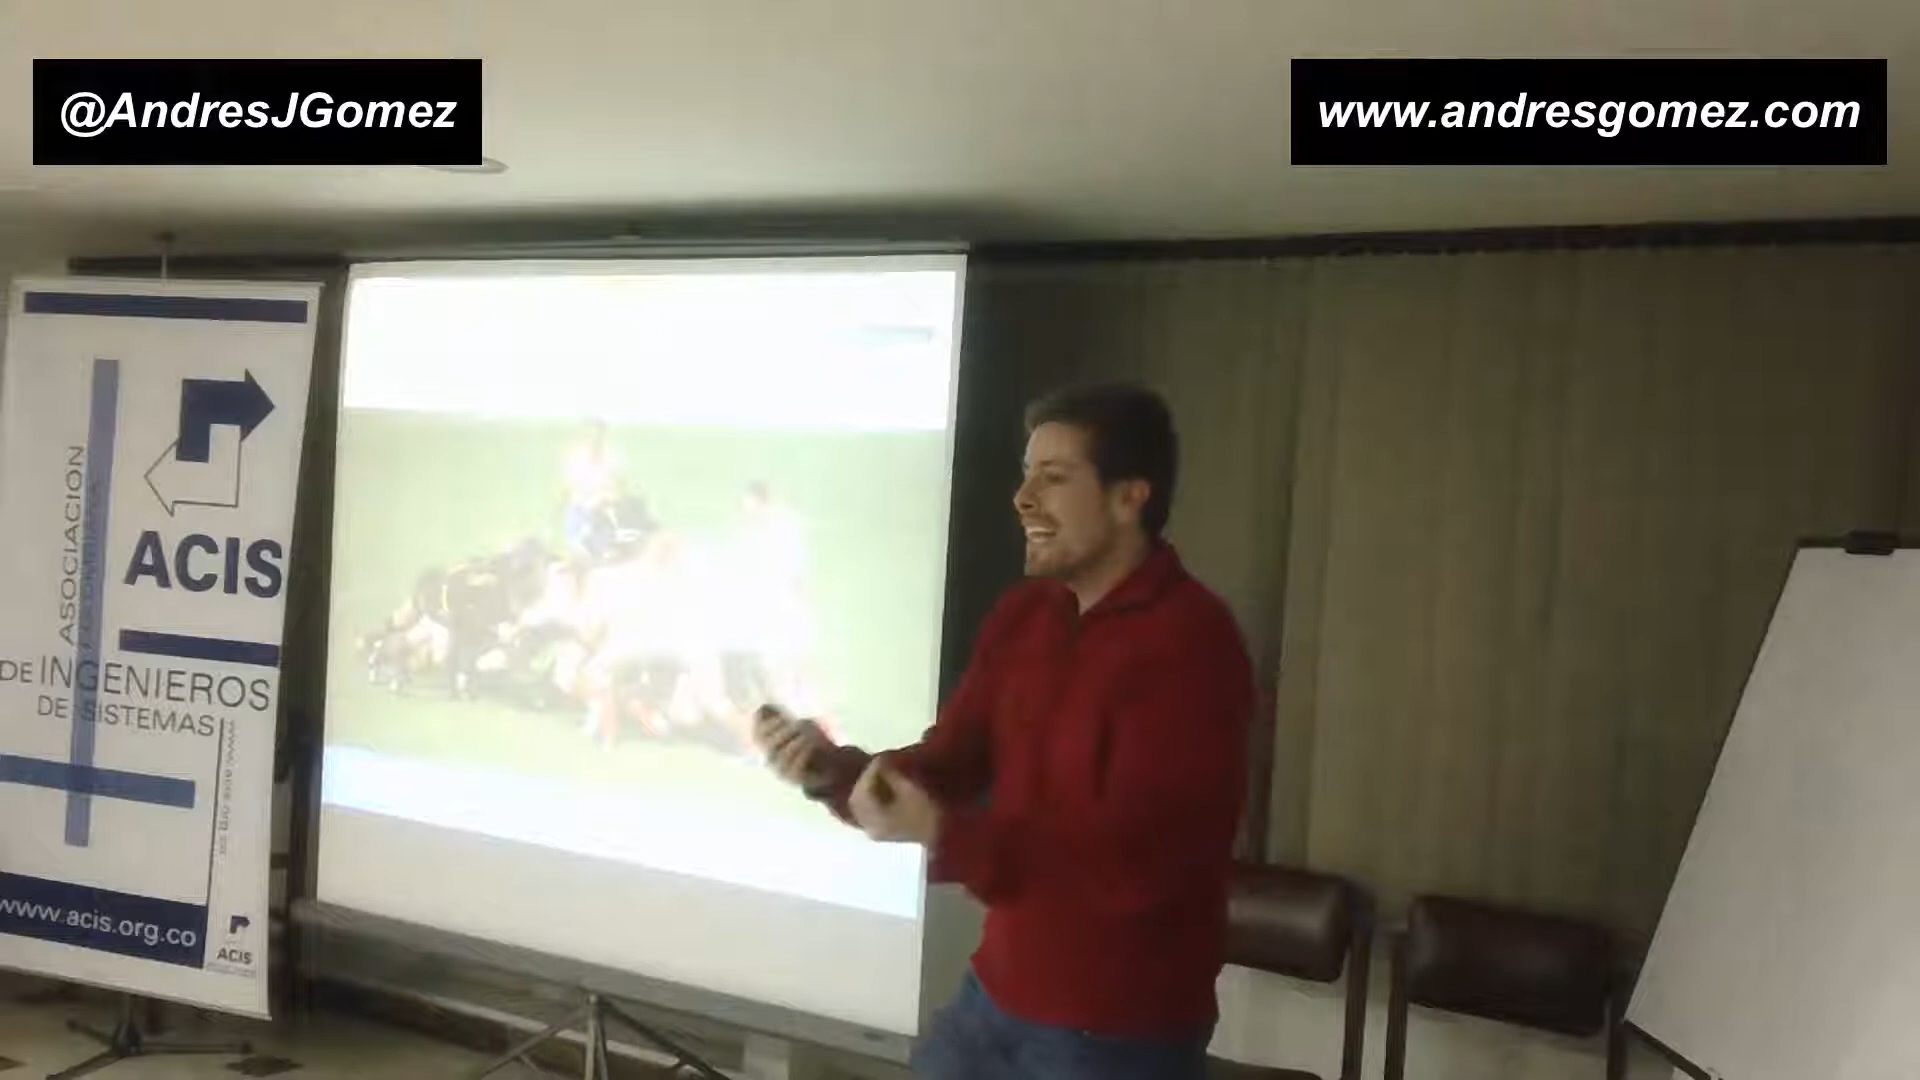 @AndresJGomez
www.andresgomez.com
ASOCIACION
ACIS
DE INGENIEROS
DE SISTEMAS
www.acis.org.co
ACIS